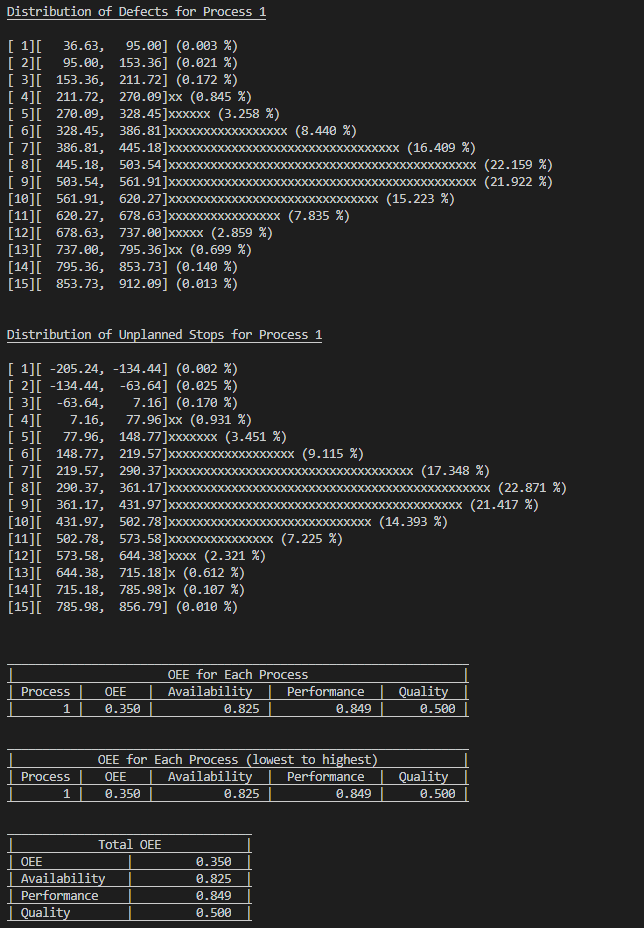 Distribution of Defects for Process 1
[ 1][   36.63,   95.00] (0.003 %)
[ 2][   95.00,  153.36] (0.021 %)
[ 3][  153.36,  211.72] (0.172 %)
[ 4][  211.72,  270.09]xx (0.845 %)
[ 5][  270.09,  328.45]xxxxxx (3.258 %)
[ 6][  328.45,  386.81]xxxxxxxxxxxxxxxxx (8.440 %)
[ 7][  386.81,  445.18]xxxxxxxxxxxxxxxxxxxxxxxxxxxxxxxxx (16.409 %)
[ 8][  445.18,  503.54]xxxxxxxxxxxxxxxxxxxxxxxxxxxxxxxxxxxxxxxxxxxx (22.159 %)
[ 9][  503.54,  561.91]xxxxxxxxxxxxxxxxxxxxxxxxxxxxxxxxxxxxxxxxxxxx (21.922 %)
[10][  561.91,  620.27]xxxxxxxxxxxxxxxxxxxxxxxxxxxxxx (15.223 %)
[11][  620.27,  678.63]xxxxxxxxxxxxxxxx (7.835 %)
[12][  678.63,  737.00]xxxxx (2.859 %)
[13][  737.00,  795.36]xx (0.699 %)
[14][  795.36,  853.73] (0.140 %)
[15][  853.73,  912.09] (0.013 %)
Distribution of Unplanned Stops for Process 1
[ 1][ -205.24, -134.44] (0.002 %)
[ 2][ -134.44,  -63.64] (0.025 %)
[ 3][  -63.64,    7.16] (0.170 %)
[ 4][    7.16,   77.96]xx (0.931 %)
[ 5][   77.96,  148.77]xxxxxxx (3.451 %)
[ 6][  148.77,  219.57]xxxxxxxxxxxxxxxxxx (9.115 %)
[ 7][  219.57,  290.37]xxxxxxxxxxxxxxxxxxxxxxxxxxxxxxxxxxx (17.348 %)
[ 8][  290.37,  361.17]xxxxxxxxxxxxxxxxxxxxxxxxxxxxxxxxxxxxxxxxxxxxxx (22.871 %)
[ 9][  361.17,  431.97]xxxxxxxxxxxxxxxxxxxxxxxxxxxxxxxxxxxxxxxxxx (21.417 %)
[10][  431.97,  502.78]xxxxxxxxxxxxxxxxxxxxxxxxxxxxx (14.393 %)
[11][  502.78,  573.58]xxxxxxxxxxxxxxx (7.225 %)
[12][  573.58,  644.38]xxxx (2.321 %)
[13][  644.38,  715.18]x (0.612 %)
[14][  715.18,  785.98]x (0.107 %)
[15][  785.98,  856.79] (0.010 %)
| OEE for Each Process |
| Process | OEE | Availability | Performance | Quality |
| 1 | 0.350 | 0.825 | 0.849 | 0.500 |
| OEE for Each Process (lowest to highest) |
| Process | OEE | Availability | Performance | Quality |
| 1 | 0.350 | 0.825 | 0.849 | 0.500 |
| Total OEE |
| OEE | 0.350 |
| Availability | 0.825 |
| Performance | 0.849 |
| Quality | 0.500 |